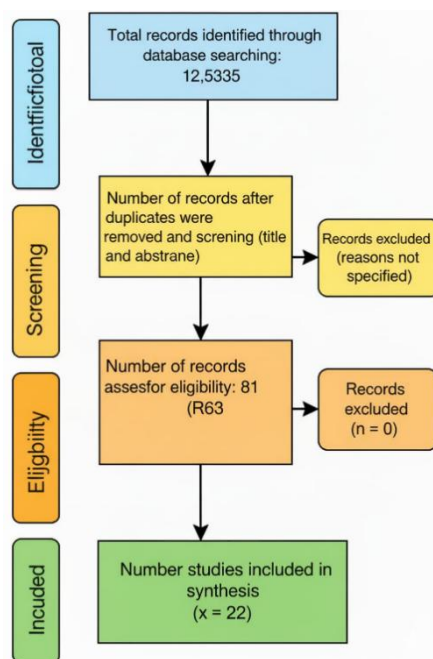 Identfiicfiotoal
Total records identified through
database searching:
12,5335
Screening
Number of records after
duplicates were
removed and screning (title
and abstrane)
Records excluded
(reasons not
specified)
Elijgbiilty
Number of records
assesfor eligibility: 81
(R63
Records
excluded
(n = 0)
Incuded
Number studies included in
synthesis
(x = 22)